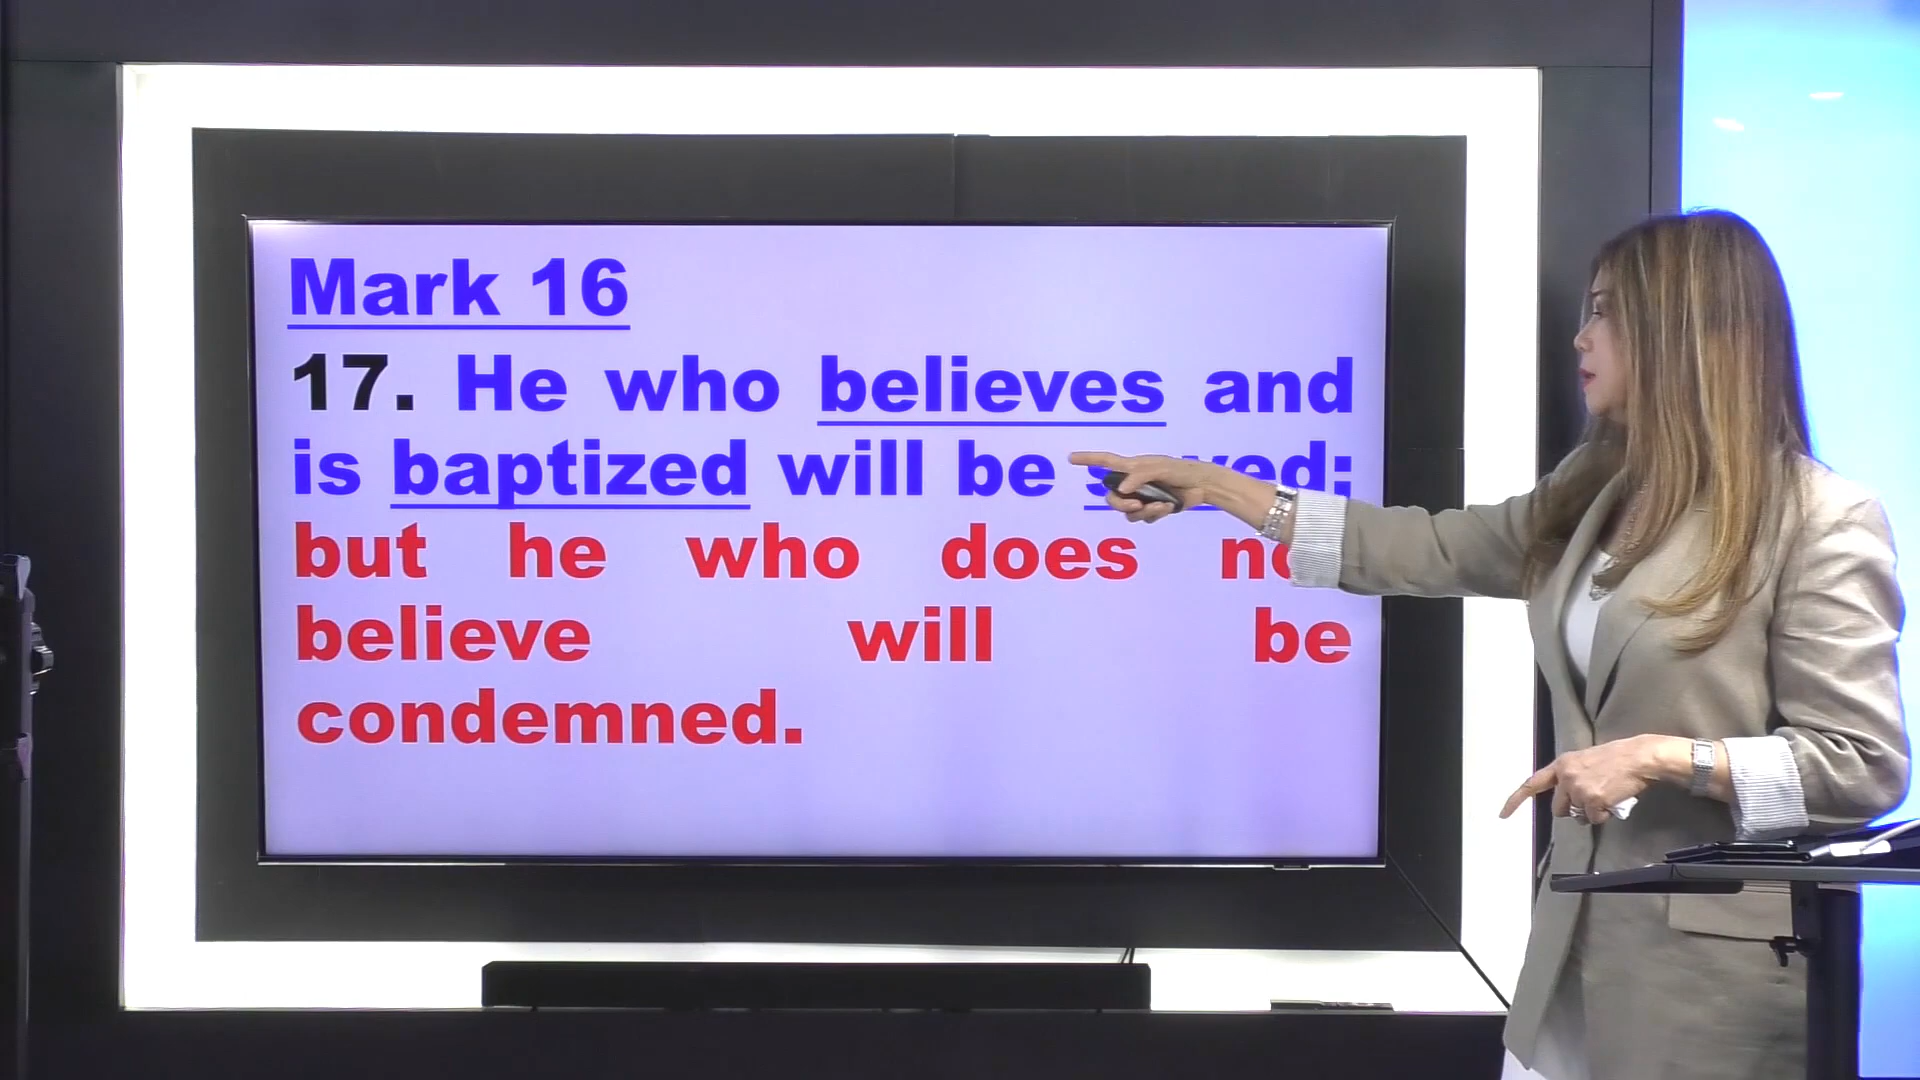 Mark 16
17. He who believes and
is baptized will be
but he who does
believe will be
condemned.